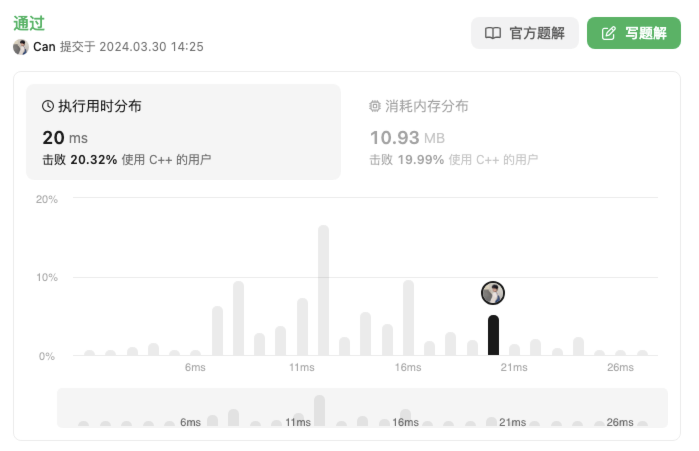 通过
Can 提交于 2024.03.30 14:25
官方题解
写题解
执行用时分布
20 ms
击败 20.32% 使用 C++ 的用户
消耗内存分布
10.93 MB
击败 19.99% 使用 C++ 的用户
20%
10%
0%
6ms 11ms 16ms 21ms 26ms
6ms 11ms 16ms 21ms 26ms